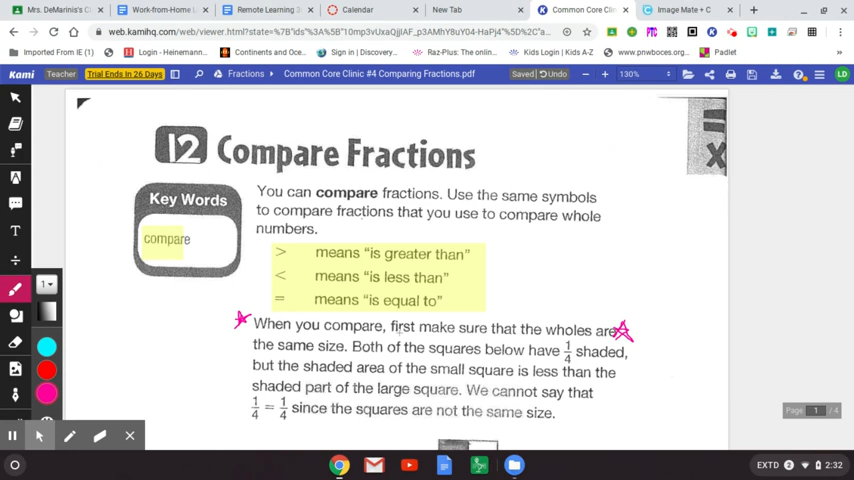 Mrs. DeMarinis's Cl
Work-from-Home L
Remote Learning
Calendar
New Tab
Common Core Clin
Image Mate + C
web.kamihq.com/web/viewer.html?state=%7B"ids"%3A%5B"10mp3vUxaQjjIAF_p3AMhY8uY04-HaPj4"%5D%2C"a...
Imported From IE (1)
Login - Heinemann...
Continents and Oce...
Sign in | Discovery...
Raz-Plus: The onlin...
Kids Login | Kids A-Z
www.pnwboces.org...
Padlet
Kami
Teacher
Trial Ends in 26 Days
Fractions
Common Core Clinic #4 Comparing Fractions.pdf
Saved
Undo
130%
LD
12 Compare Fractions
Key Words
compare
You can compare fractions. Use the same symbols
to compare fractions that you use to compare whole
numbers.
> means “is greater than”
< means “is less than”
= means “is equal to”
When you compare, first make sure that the wholes are
the same size. Both of the squares below have 1/4 shaded,
but the shaded area of the small square is less than the
shaded part of the large square. We cannot say that
1/4 = 1/4 since the squares are not the same size.
Page 1 / 4
EXTD 2 2:32